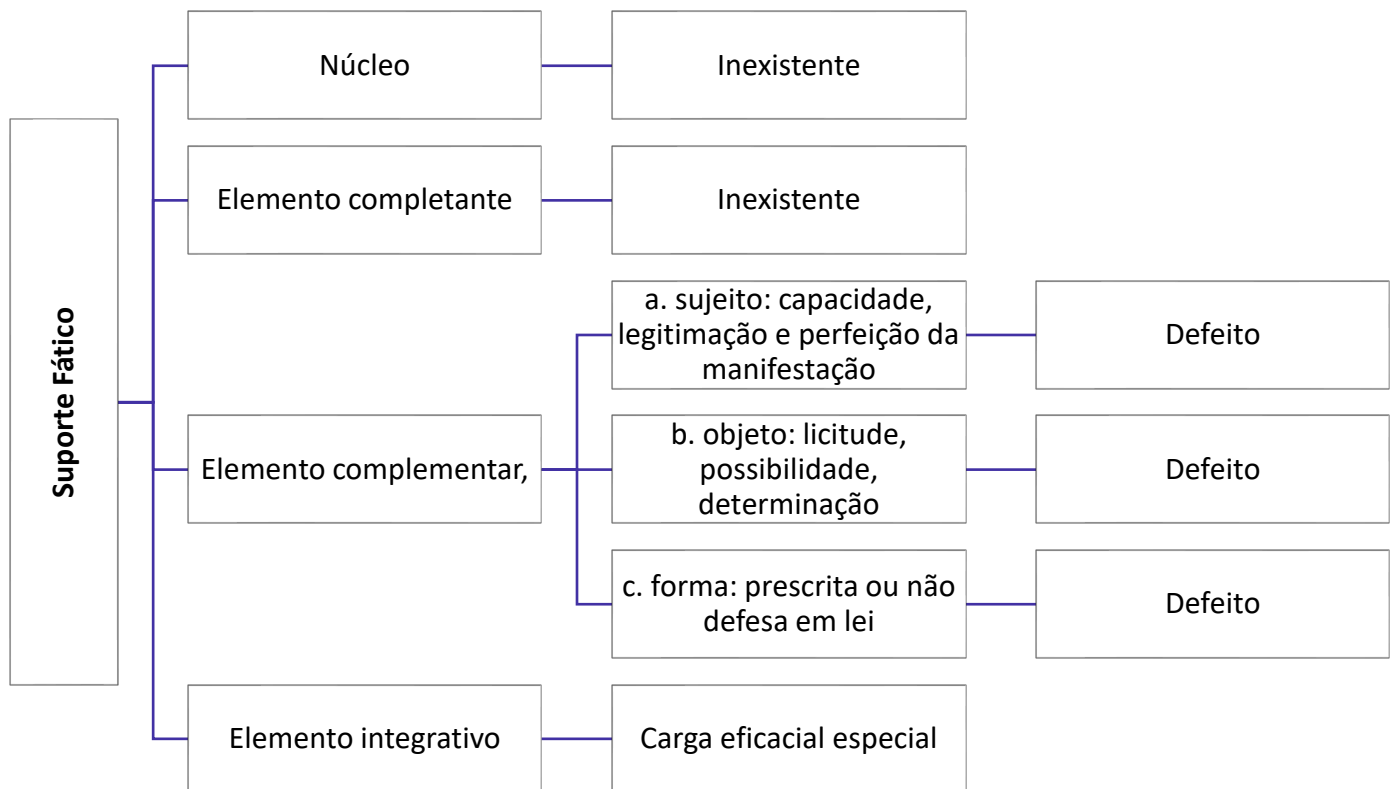 Suporte Fático
Núcleo
Inexistente
Elemento completante
Inexistente
Elemento complementar,
a. sujeito: capacidade,
legitimação e perfeição da
manifestação
Defeito
b. objeto: licitude,
possibilidade,
determinação
Defeito
c. forma: prescrita ou não
defesa em lei
Defeito
Elemento integrativo
Carga eficacial especial